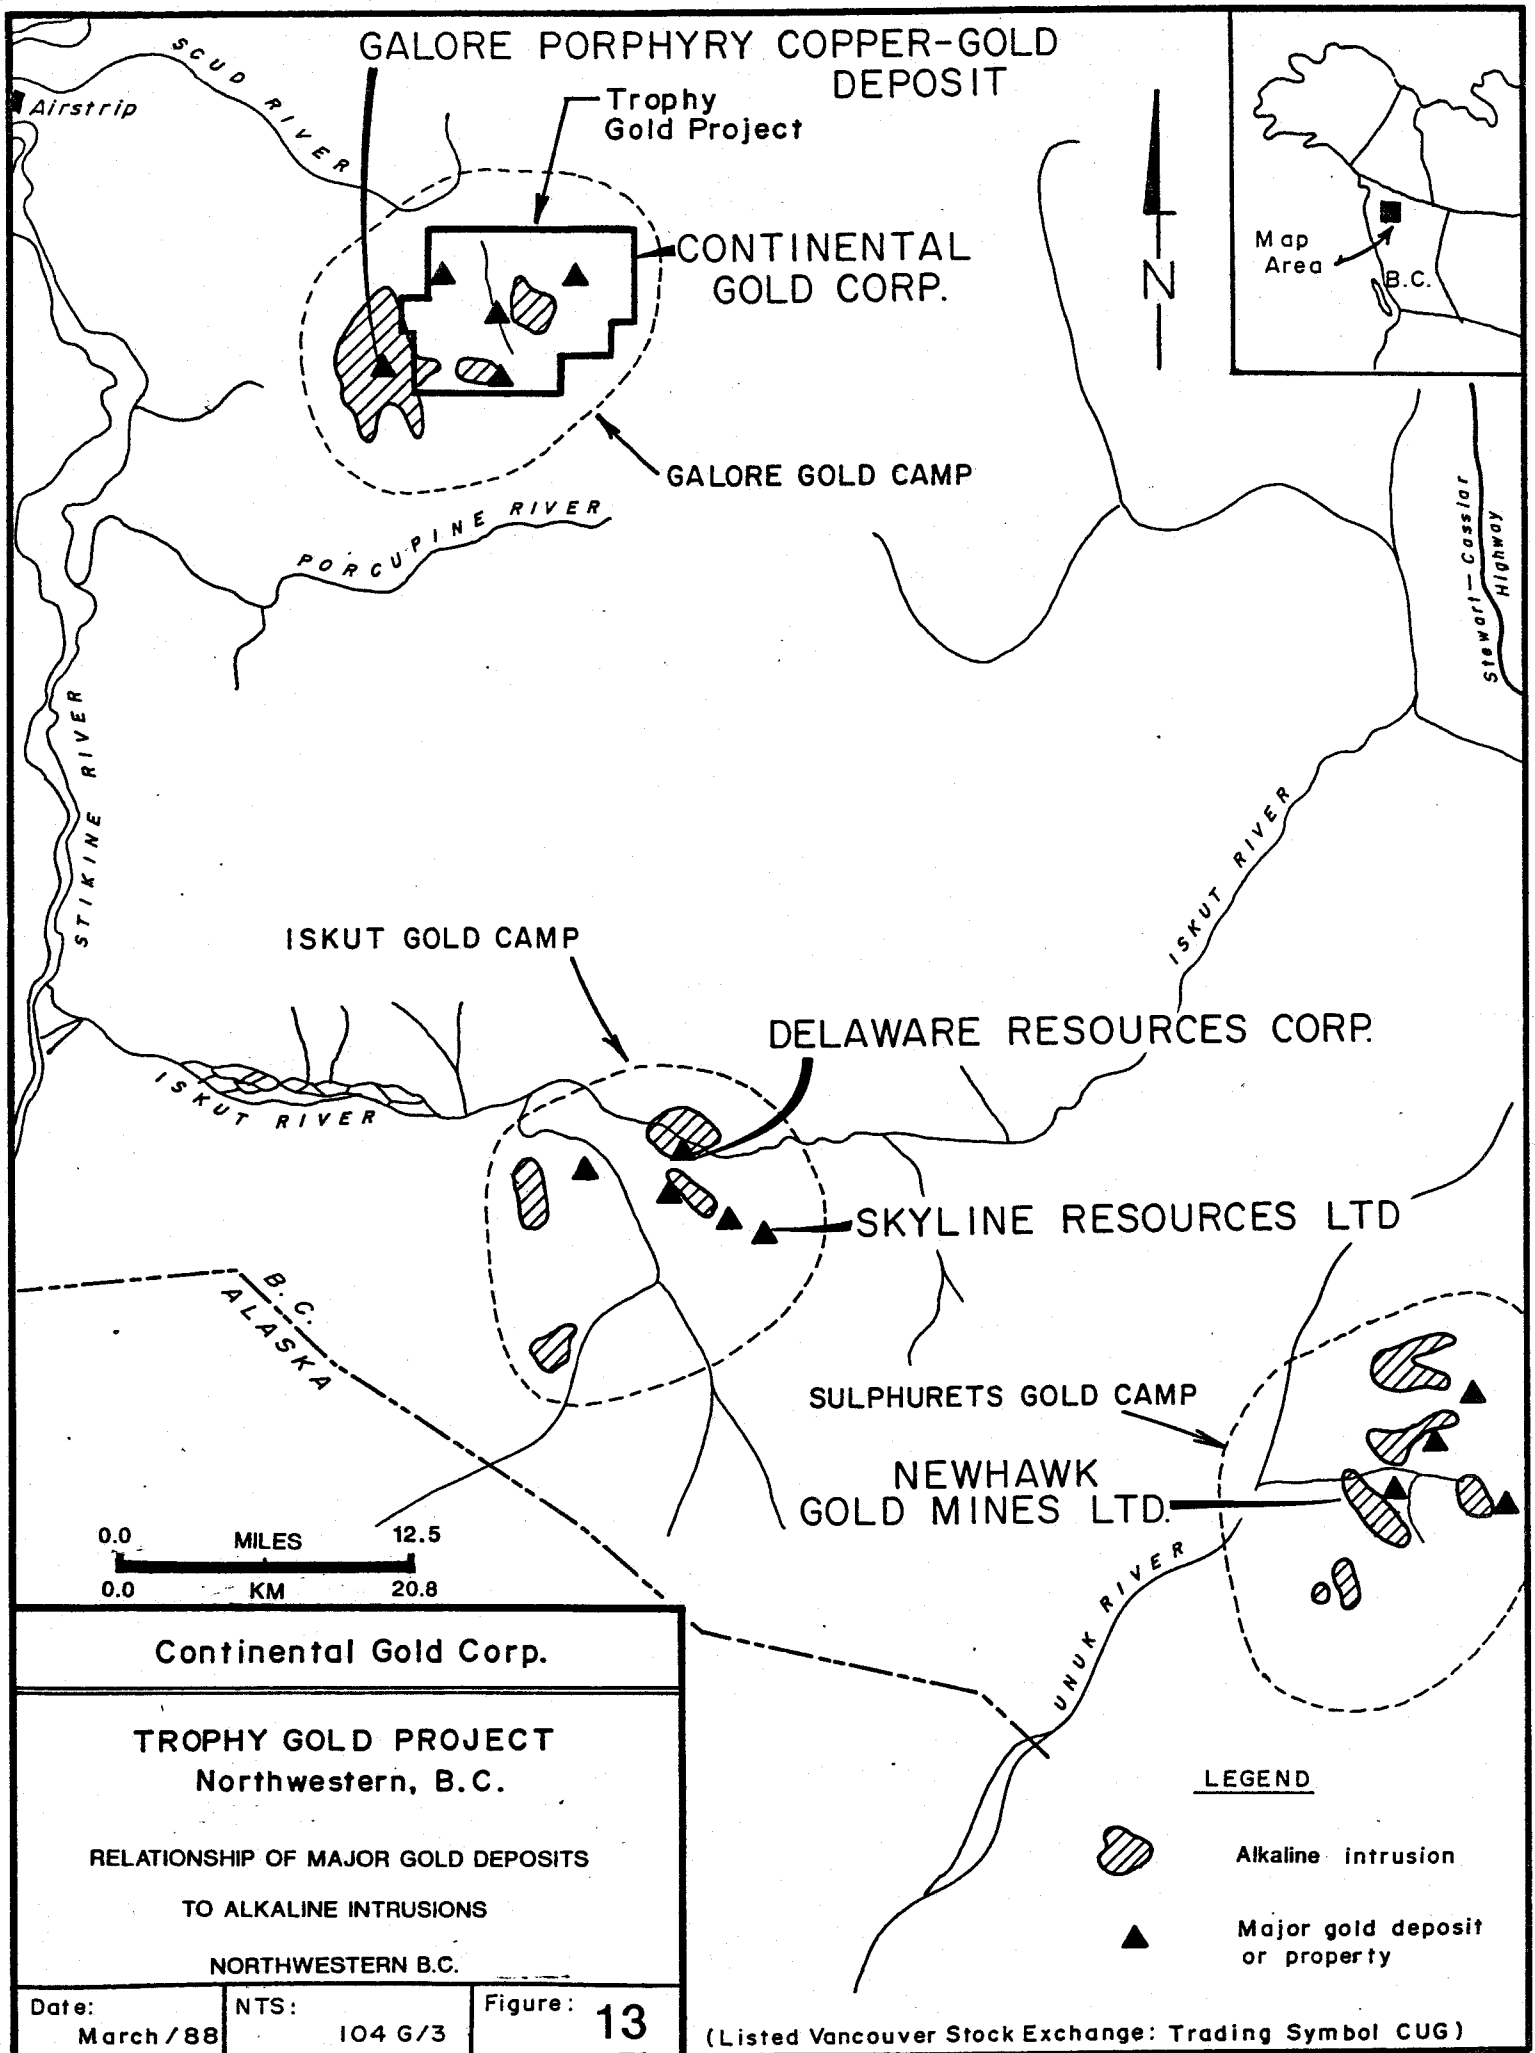 GALORE PORPHYRY COPPER-GOLD
DEPOSIT
SCUD RIVER
Airstrip
Trophy
Gold Project
CONTINENTAL
GOLD CORP.
N
Map
Area
B.C.
GALORE GOLD CAMP
PORCUPINE RIVER
Stewart-Cassiar
Highway
STIKINE RIVER
ISKUT RIVER
ISKUT GOLD CAMP
DELAWARE RESOURCES CORP.
ISKUT RIVER
SKYLINE RESOURCES LTD
B.C.
ALASKA
SULPHURETS GOLD CAMP
NEWHAWK
GOLD MINES LTD.
0.0 MILES 12.5
0.0 KM 20.8
UNUK RIVER
Continental Gold Corp.
TROPHY GOLD PROJECT
Northwestern, B.C.
RELATIONSHIP OF MAJOR GOLD DEPOSITS
TO ALKALINE INTRUSIONS
NORTHWESTERN B.C.
Date:
March/88
NTS:
104 G/3
Figure: 13
LEGEND
Alkaline intrusion
Major gold deposit
or property
(Listed Vancouver Stock Exchange: Trading Symbol CUG)